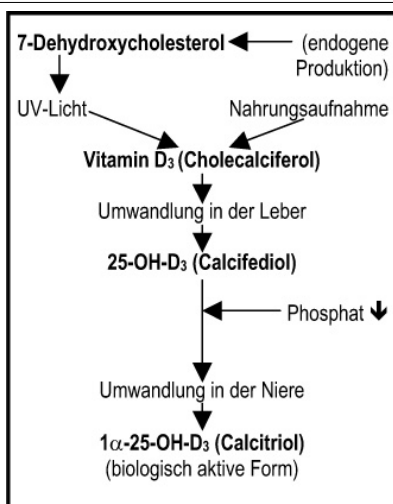 7-Dehydroxycholesterol (endogene
Produktion)
UV-Licht Nahrungsaufnahme
Vitamin D₃ (Cholecalciferol)
Umwandlung in der Leber
25-OH-D₃ (Calcifediol)
Phosphat
Umwandlung in der Niere
1α-25-OH-D₃ (Calcitriol)
(biologisch aktive Form)